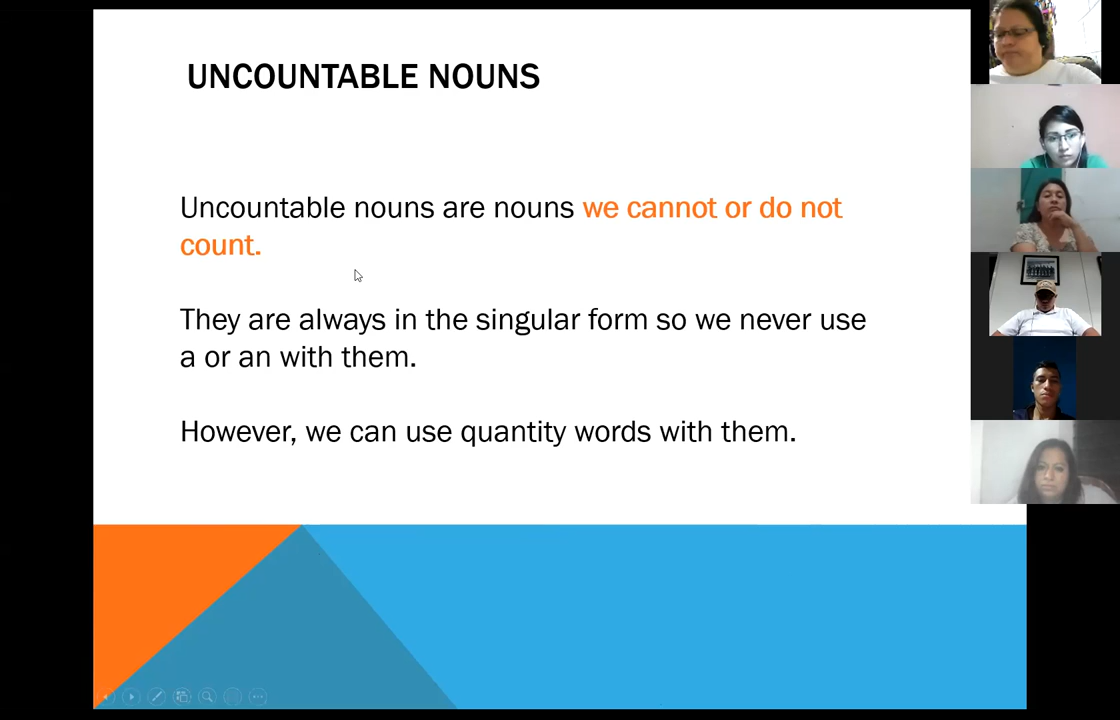 UNCOUNTABLE NOUNS
Uncountable nouns are nouns we cannot or do not
count.
They are always in the singular form so we never use
a or an with them.
However, we can use quantity words with them.